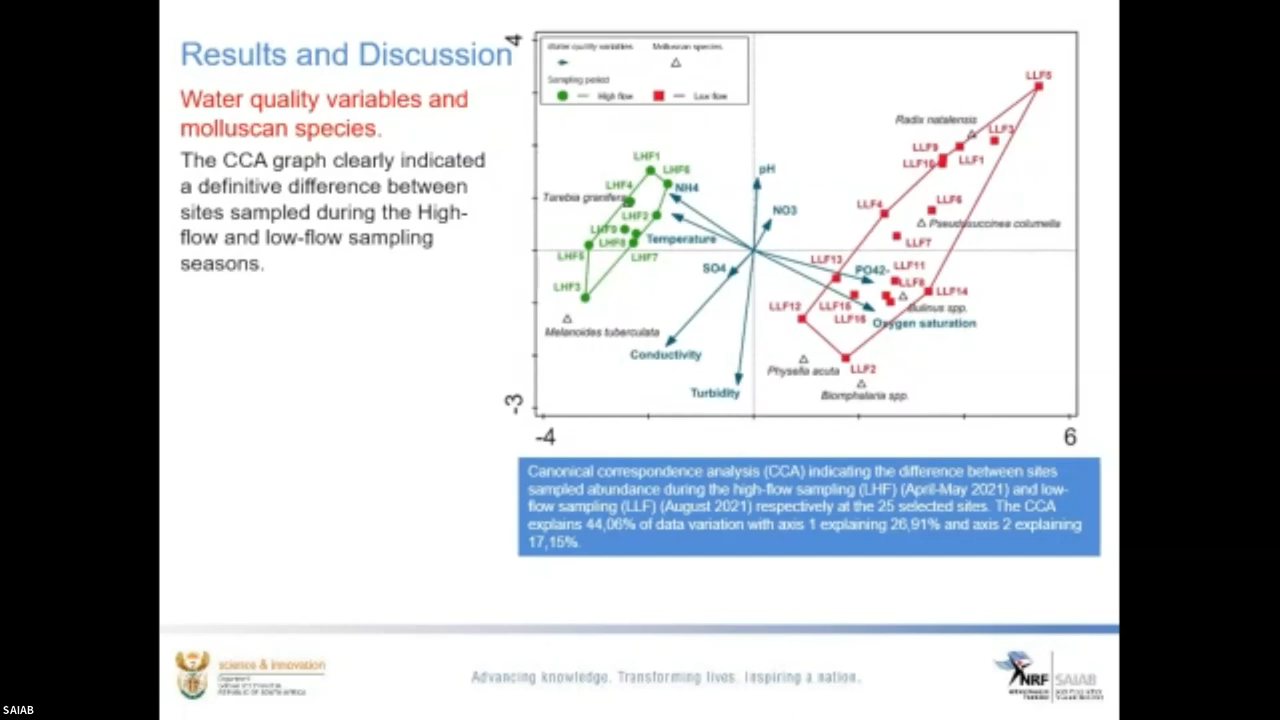 Results and Discussion
Water quality variables and
molluscan species.
The CCA graph clearly indicated
a definitive difference between
sites sampled during the High-
flow and low-flow sampling
seasons.
4
Water quality variables
Molluscan species
Sampling period
High flow
Low flow
LLF5
Radix natalensis
LLF3
LLF9
LLF10
LLF1
LHF1
LHF6
pH
LHF4
NH4
Tarebia granifera
LLF4
LLF6
LHF2
NO3
Pseudosuccinea columella
LHF9
Temperature
LHF8
LLF7
LHF5
LHF7
SO4
LLF13
PO42-
LLF11
LHF3
LLF8
LLF14
LLF12
LLF15
Bulinus spp.
LLF16
Oxygen saturation
Melanoides tuberculata
Conductivity
Physella acuta
LLF2
Turbidity
Biomphalaria spp.
-3
-4
6
Canonical correspondence analysis (CCA) indicating the difference between sites
sampled abundance during the high-flow sampling (LHF) (April-May 2021) and low-
flow sampling (LLF) (August 2021) respectively at the 25 selected sites. The CCA
explains 44,06% of data variation with axis 1 explaining 26,91% and axis 2 explaining
17,15%.
science & innovation
Department:
REPUBLIC OF SOUTH AFRICA
Advancing knowledge. Transforming lives. Inspiring a nation.
NRF
SAIAB
SAIAB